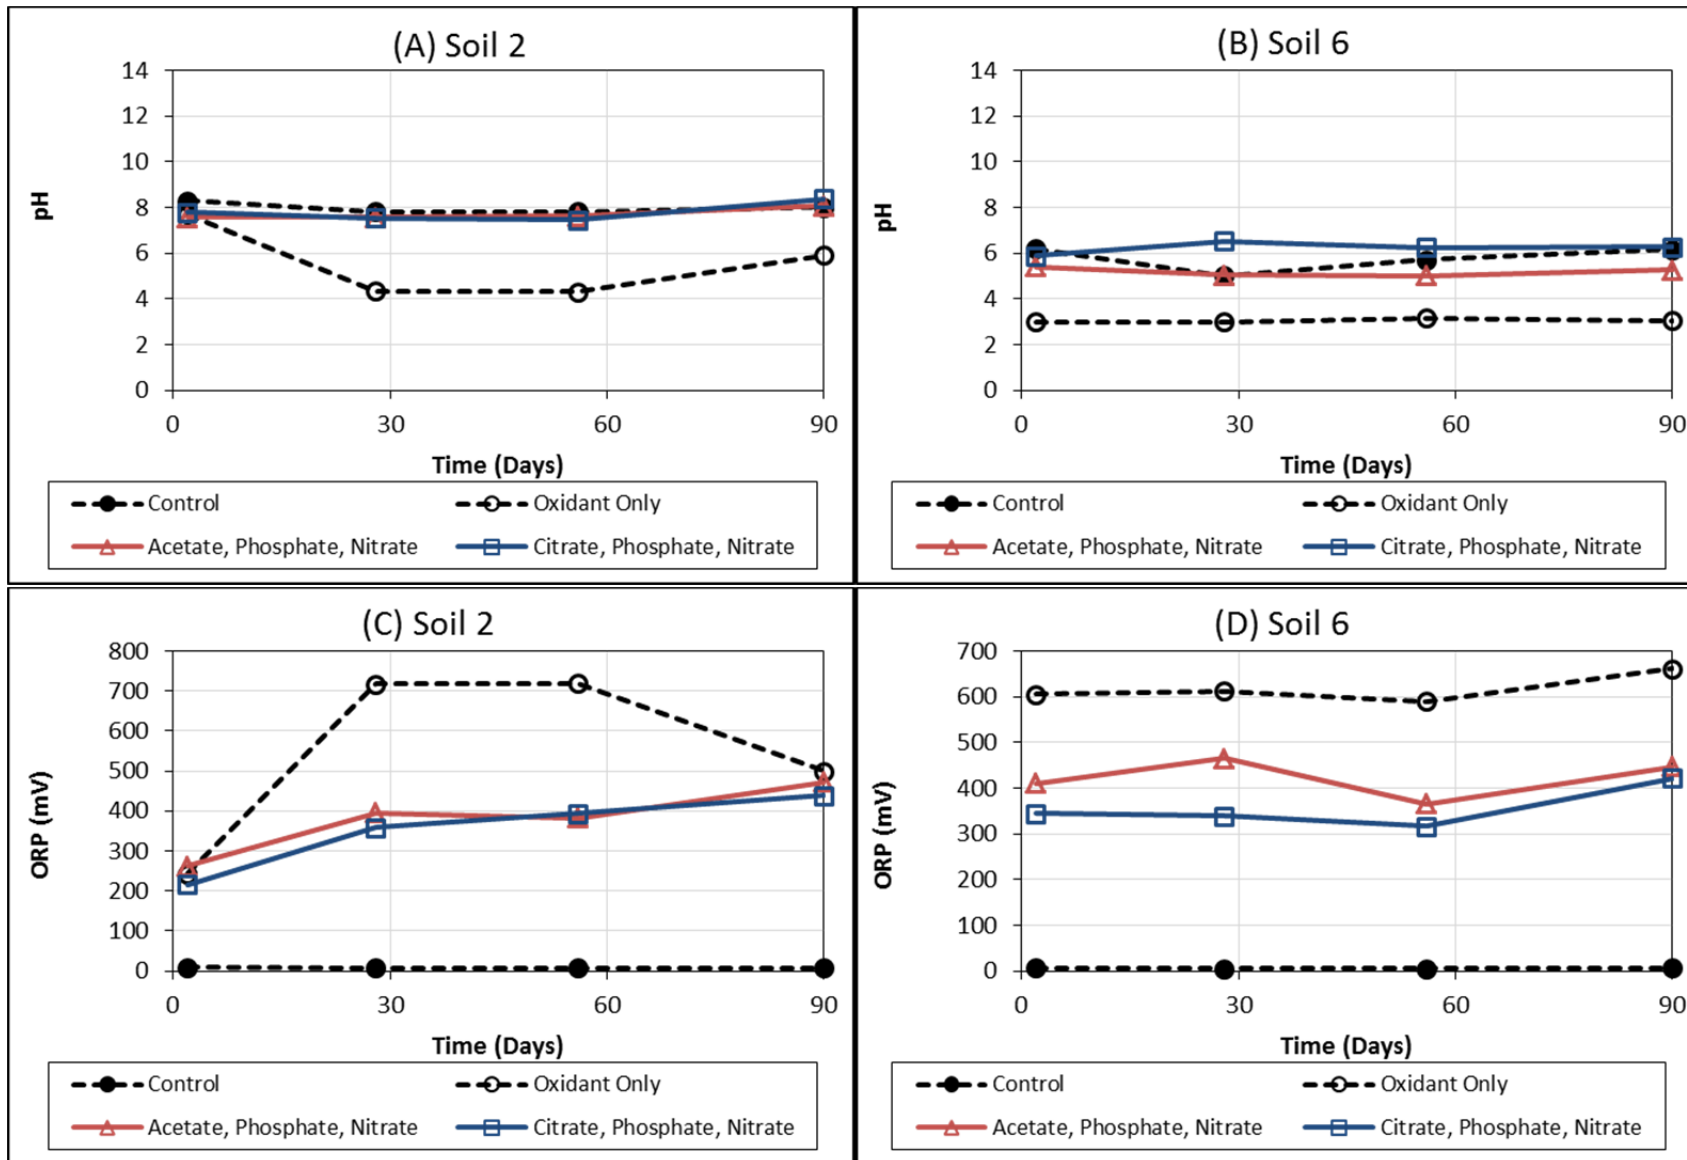 (A) Soil 2
14
12
10
8
6
4
2
0
pH
0 30 60 90
Time (Days)
Control Oxidant Only
Acetate, Phosphate, Nitrate Citrate, Phosphate, Nitrate
(B) Soil 6
14
12
10
8
6
4
2
0
pH
0 30 60 90
Time (Days)
Control Oxidant Only
Acetate, Phosphate, Nitrate Citrate, Phosphate, Nitrate
(C) Soil 2
800
700
600
500
400
300
200
100
0
ORP (mV)
0 30 60 90
Time (Days)
Control Oxidant Only
Acetate, Phosphate, Nitrate Citrate, Phosphate, Nitrate
(D) Soil 6
700
600
500
400
300
200
100
0
ORP (mV)
0 30 60 90
Time (Days)
Control Oxidant Only
Acetate, Phosphate, Nitrate Citrate, Phosphate, Nitrate